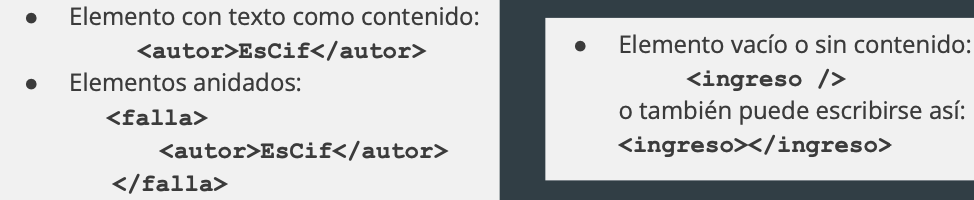 ● Elemento con texto como contenido:
<autor>EsCif</autor>
● Elementos anidados:
<falla>
<autor>EsCif</autor>
</falla>
● Elemento vacío o sin contenido:
<ingreso />
o también puede escribirse así:
<ingreso></ingreso>